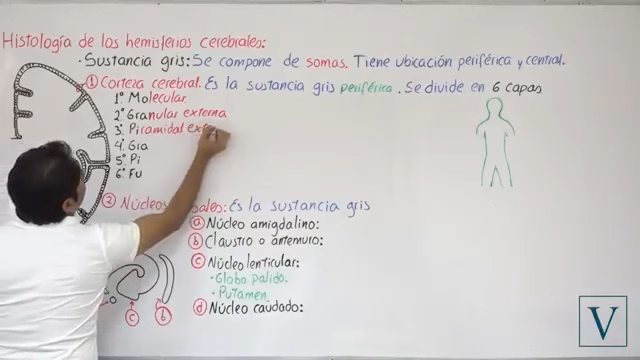 Histología de los hemisferios cerebrales:
· Sustancia gris: Se compone de somas. Tiene ubicación periférica y central.
① Corteza cerebral. Es la sustancia gris periférica. Se divide en 6 capas
1° Molecular
2° Granular externa
3° Piramidal ext
4° Gra
5° Pi
6° Fu
② Núcleos ales: Es la sustancia gris
ⓐ Núcleo amigdalino:
ⓑ Claustro o antemuro:
ⓒ Núcleo lenticular:
· Globo palido.
· Putamen.
ⓓ Núcleo caudado:
ⓒ ⓑ
V